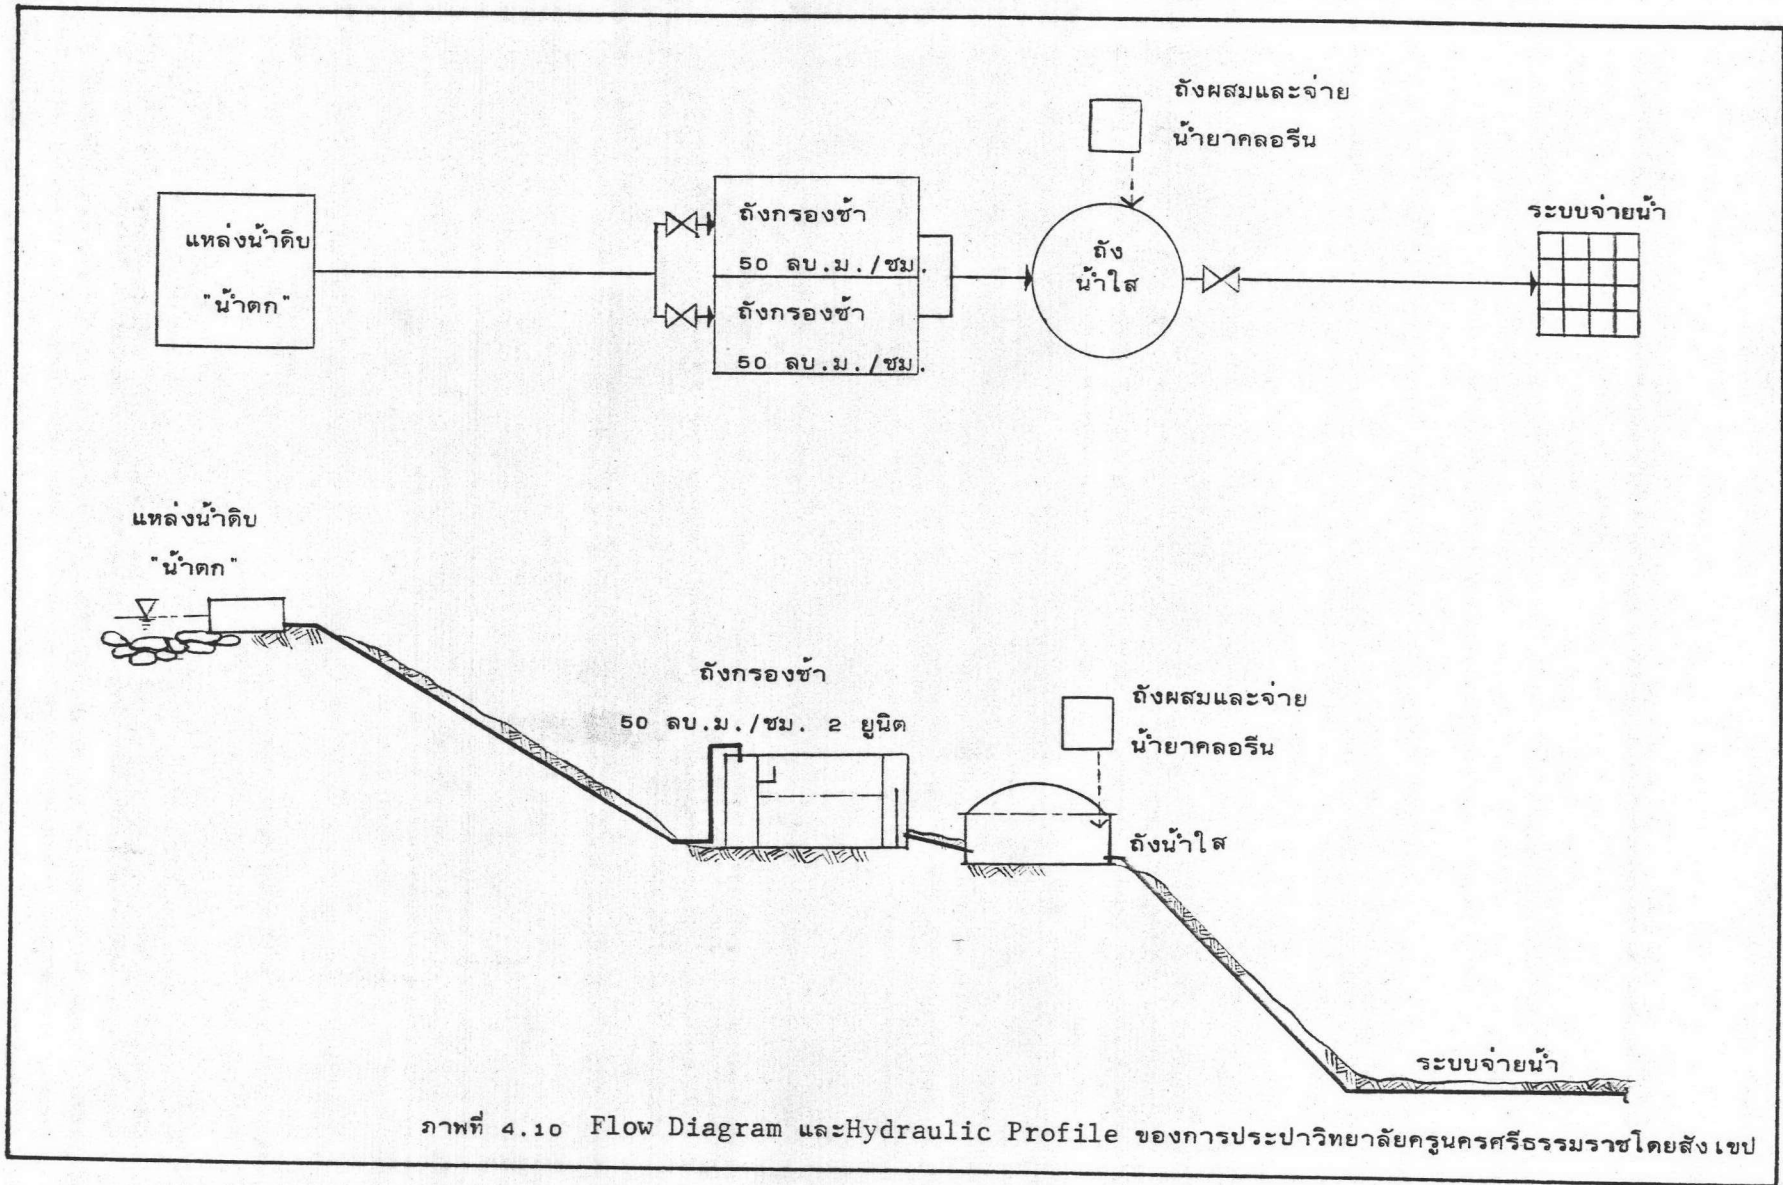 ถังผสมและจ่าย
น้ำยาคลอรีน
แหล่งน้ำดิบ
"น้ำตก"
ถังกรองช้า
50 ลบ.ม./ชม.
ถังกรองช้า
50 ลบ.ม./ชม.
ถัง
น้ำใส
ระบบจ่ายน้ำ
แหล่งน้ำดิบ
"น้ำตก"
ถังกรองช้า
50 ลบ.ม./ชม. 2 ยูนิต
ถังผสมและจ่าย
น้ำยาคลอรีน
ถังน้ำใส
ระบบจ่ายน้ำ
ภาพที่ 4.10 Flow Diagram และHydraulic Profile ของการประปาวิทยาลัยครูนครศรีธรรมราชโดยสังเขป